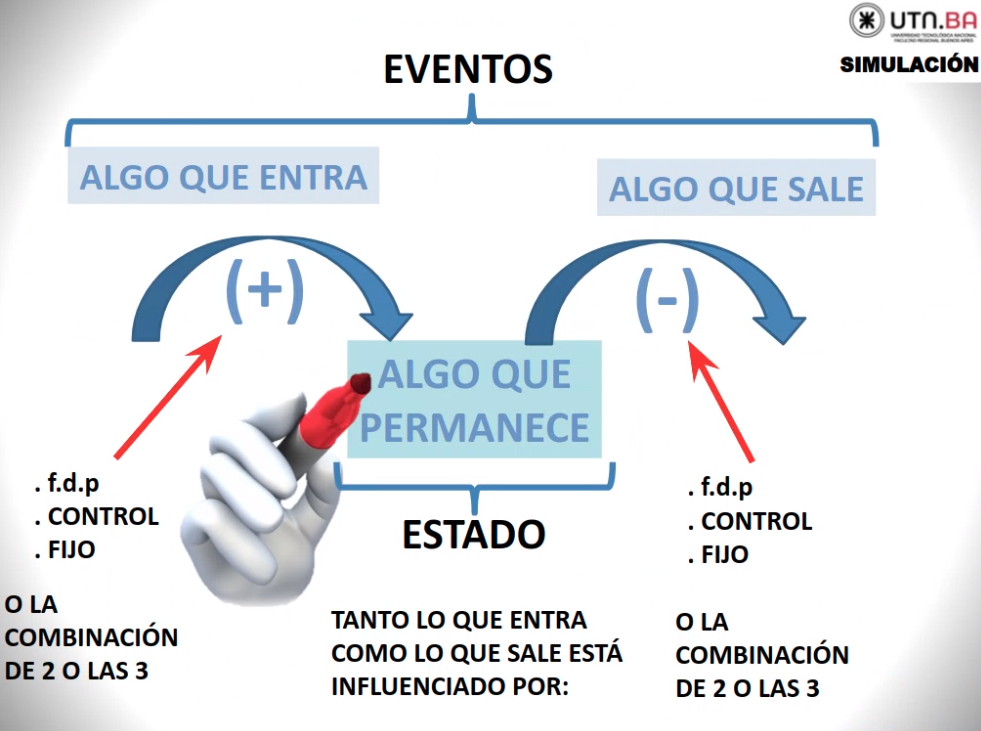 UTN.BA
UNIVERSIDAD TECNOLÓGICA NACIONAL
FACULTAD REGIONAL BUENOS AIRES
SIMULACIÓN
EVENTOS
ALGO QUE ENTRA
ALGO QUE SALE
(+)
(-)
ALGO QUE
PERMANECE
ESTADO
. f.d.p
. CONTROL
. FIJO
O LA
COMBINACIÓN
DE 2 O LAS 3
TANTO LO QUE ENTRA
COMO LO QUE SALE ESTÁ
INFLUENCIADO POR:
. f.d.p
. CONTROL
. FIJO
O LA
COMBINACIÓN
DE 2 O LAS 3